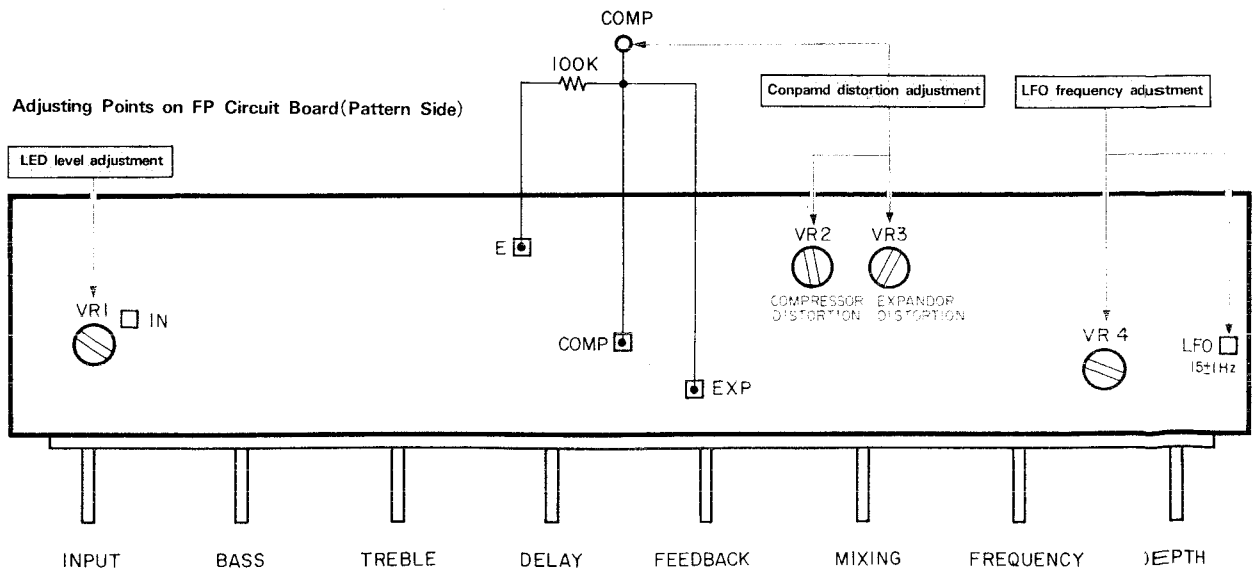 COMP
100K
Adjusting Points on FP Circuit Board(Pattern Side)
Conpamd distortion adjustment
LFO frequency adjustment
LED level adjustment
E
VR2
VR3
COMPRESSOR
DISTORTION
EXPANDOR
DISTORTION
VR1
IN
COMP
VR 4
LFO
15±1Hz
EXP
INPUT
BASS
TREBLE
DELAY
FEEDBACK
MIXING
FREQUENCY
DEPTH